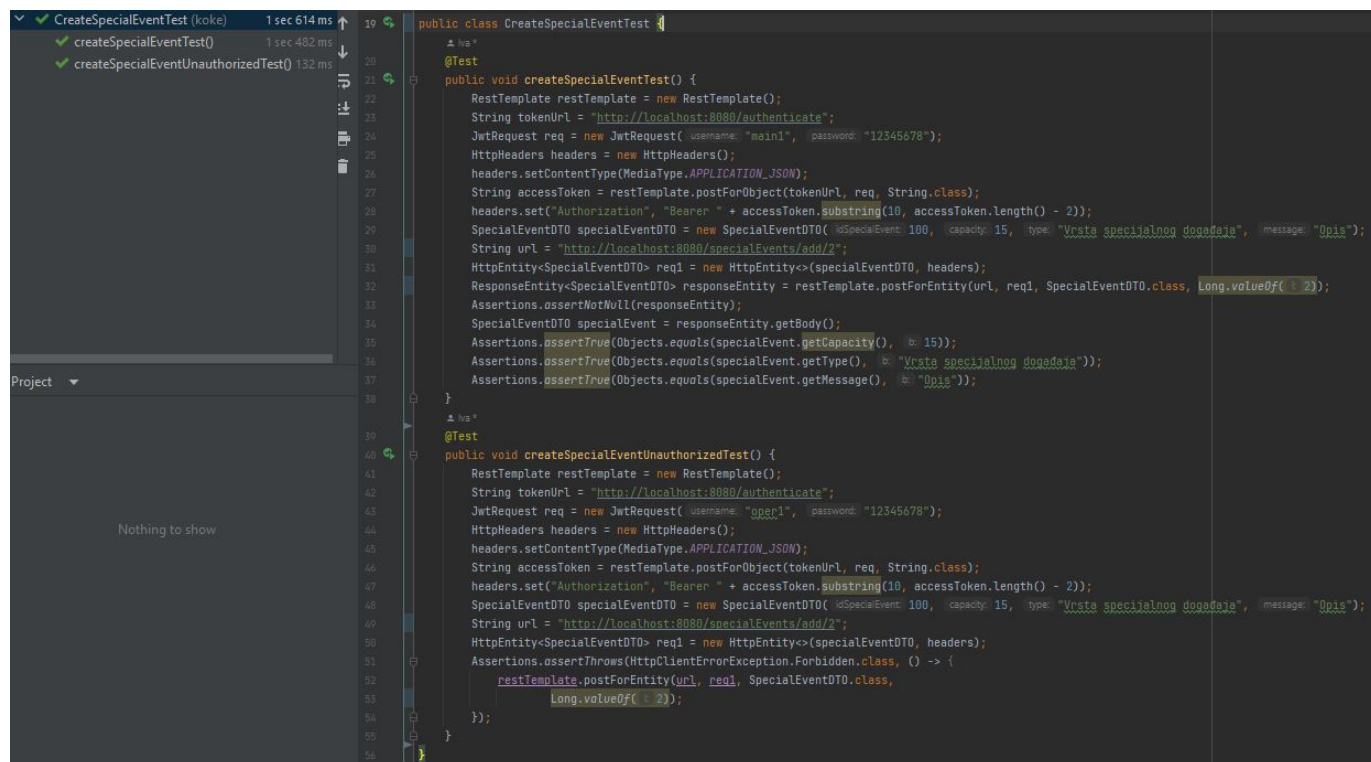 CreateSpecialEventTest (koke) 1 sec 614 ms
createSpecialEventTest() 1 sec 482 ms
createSpecialEventUnauthorizedTest() 132 ms
Project
Nothing to show
19 public class CreateSpecialEventTest {
Iva *
20 @Test
21 public void createSpecialEventTest() {
22 RestTemplate restTemplate = new RestTemplate();
23 String tokenUrl = "http://localhost:8080/authenticate";
24 JwtRequest req = new JwtRequest( username: "main1", password: "12345678");
25 HttpHeaders headers = new HttpHeaders();
26 headers.setContentType(MediaType.APPLICATION_JSON);
27 String accessToken = restTemplate.postForObject(tokenUrl, req, String.class);
28 headers.set("Authorization", "Bearer " + accessToken.substring(10, accessToken.length() - 2));
29 SpecialEventDTO specialEventDTO = new SpecialEventDTO( idSpecialEvent: 100, capacity: 15, type: "Vrsta specijalnog događaja", message: "Opis");
30 String url = "http://localhost:8080/specialEvents/add/2";
31 HttpEntity<SpecialEventDTO> req1 = new HttpEntity<>(specialEventDTO, headers);
32 ResponseEntity<SpecialEventDTO> responseEntity = restTemplate.postForEntity(url, req1, SpecialEventDTO.class, Long.valueOf( l: 2));
33 Assertions.assertNotNull(responseEntity);
34 SpecialEventDTO specialEvent = responseEntity.getBody();
35 Assertions.assertTrue(Objects.equals(specialEvent.getCapacity(), b: 15));
36 Assertions.assertTrue(Objects.equals(specialEvent.getType(), b: "Vrsta specijalnog događaja"));
37 Assertions.assertTrue(Objects.equals(specialEvent.getMessage(), b: "Opis"));
38 }
Iva *
39 @Test
40 public void createSpecialEventUnauthorizedTest() {
41 RestTemplate restTemplate = new RestTemplate();
42 String tokenUrl = "http://localhost:8080/authenticate";
43 JwtRequest req = new JwtRequest( username: "oper1", password: "12345678");
44 HttpHeaders headers = new HttpHeaders();
45 headers.setContentType(MediaType.APPLICATION_JSON);
46 String accessToken = restTemplate.postForObject(tokenUrl, req, String.class);
47 headers.set("Authorization", "Bearer " + accessToken.substring(10, accessToken.length() - 2));
48 SpecialEventDTO specialEventDTO = new SpecialEventDTO( idSpecialEvent: 100, capacity: 15, type: "Vrsta specijalnog događaja", message: "Opis");
49 String url = "http://localhost:8080/specialEvents/add/2";
50 HttpEntity<SpecialEventDTO> req1 = new HttpEntity<>(specialEventDTO, headers);
51 Assertions.assertThrows(HttpClientErrorException.Forbidden.class, () -> {
52 restTemplate.postForEntity(url, req1, SpecialEventDTO.class,
53 Long.valueOf( l: 2));
54 });
55 }
56 }